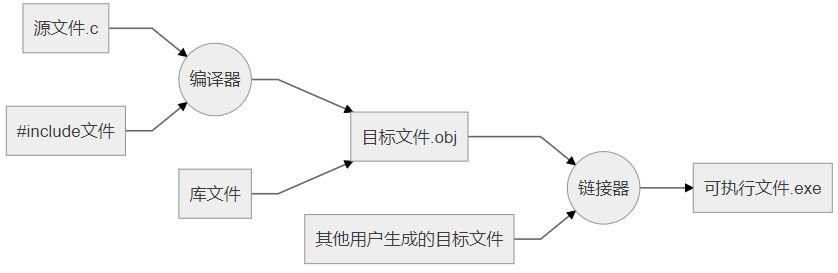 源文件.c
编译器
#include文件
目标文件.obj
库文件
链接器
可执行文件.exe
其他用户生成的目标文件